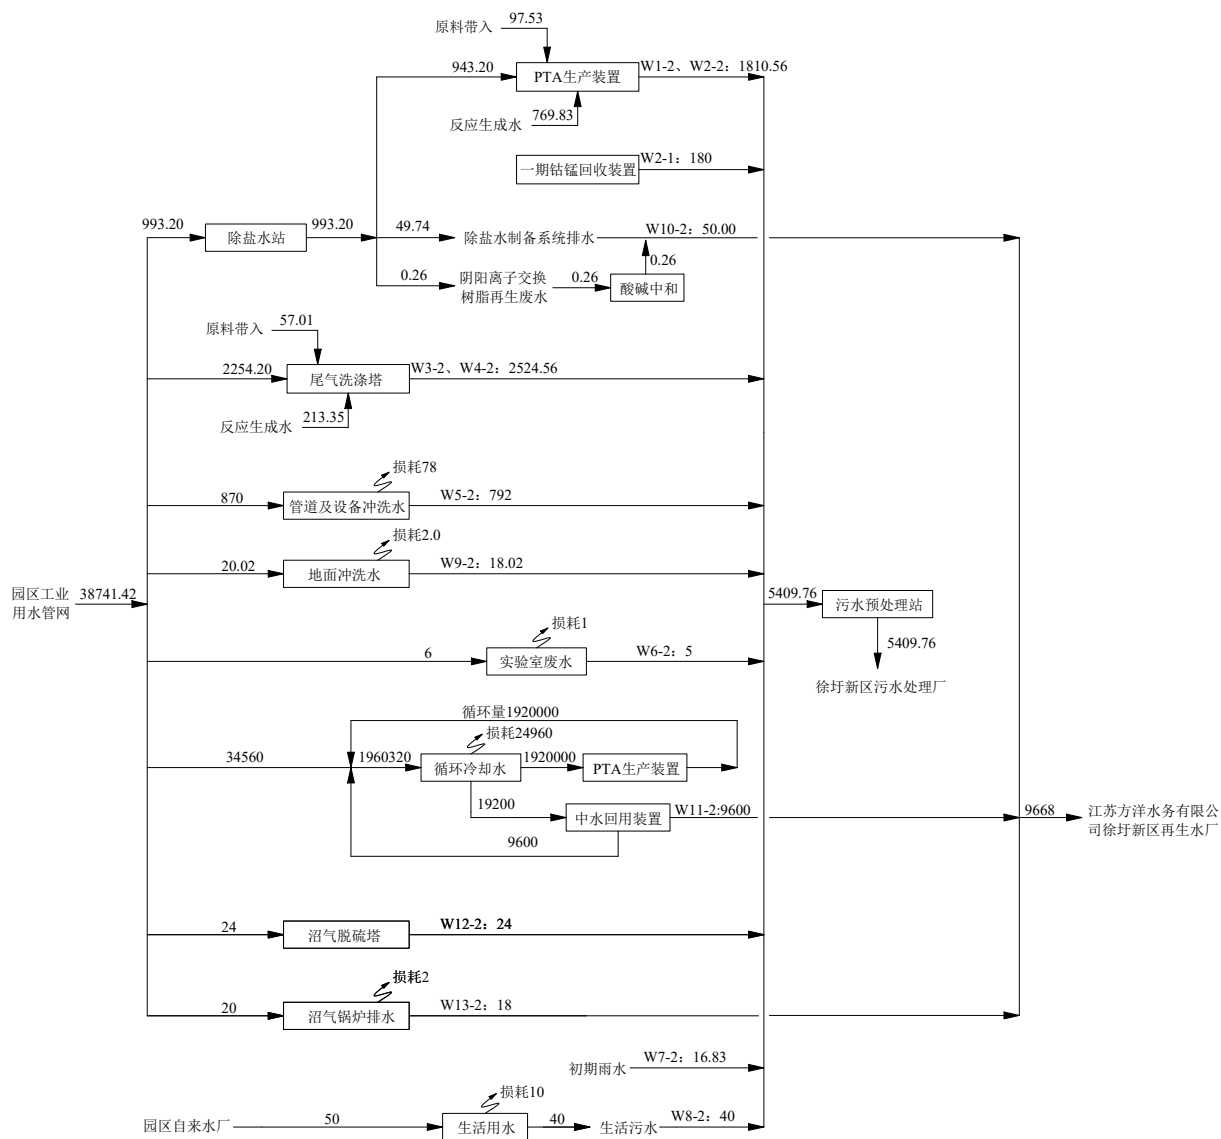 97.53
原料带入
943.20
PTA生产装置
W1-2、W2-2：1810.56
769.83
反应生成水
一期钴锰回收装置
W2-1：180
993.20
除盐水站
993.20
49.74
除盐水制备系统排水
W10-2：50.00
0.26
0.26
阴阳离子交换
树脂再生废水
0.26
酸碱中和
原料带入
57.01
2254.20
尾气洗涤塔
W3-2、W4-2：2524.56
213.35
反应生成水
损耗78
870
管道及设备冲洗水
W5-2：792
损耗2.0
20.02
地面冲洗水
W9-2：18.02
园区工业
用水管网
38741.42
5409.76
污水预处理站
5409.76
徐圩新区污水处理厂
损耗1
6
实验室废水
W6-2：5
循环量1920000
损耗24960
34560
1960320
循环冷却水
1920000
PTA生产装置
19200
中水回用装置
W11-2:9600
9600
9668
江苏方洋水务有限公
司徐圩新区再生水厂
24
沼气脱硫塔
W12-2：24
损耗2
20
沼气锅炉排水
W13-2：18
初期雨水
W7-2：16.83
损耗10
园区自来水厂
50
生活用水
40
生活污水
W8-2：40